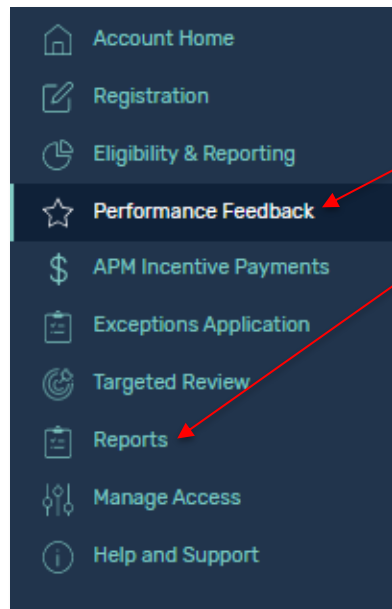 Account Home
Registration
Eligibility & Reporting
Performance Feedback
APM Incentive Payments
Exceptions Application
Targeted Review
Reports
Manage Access
Help and Support